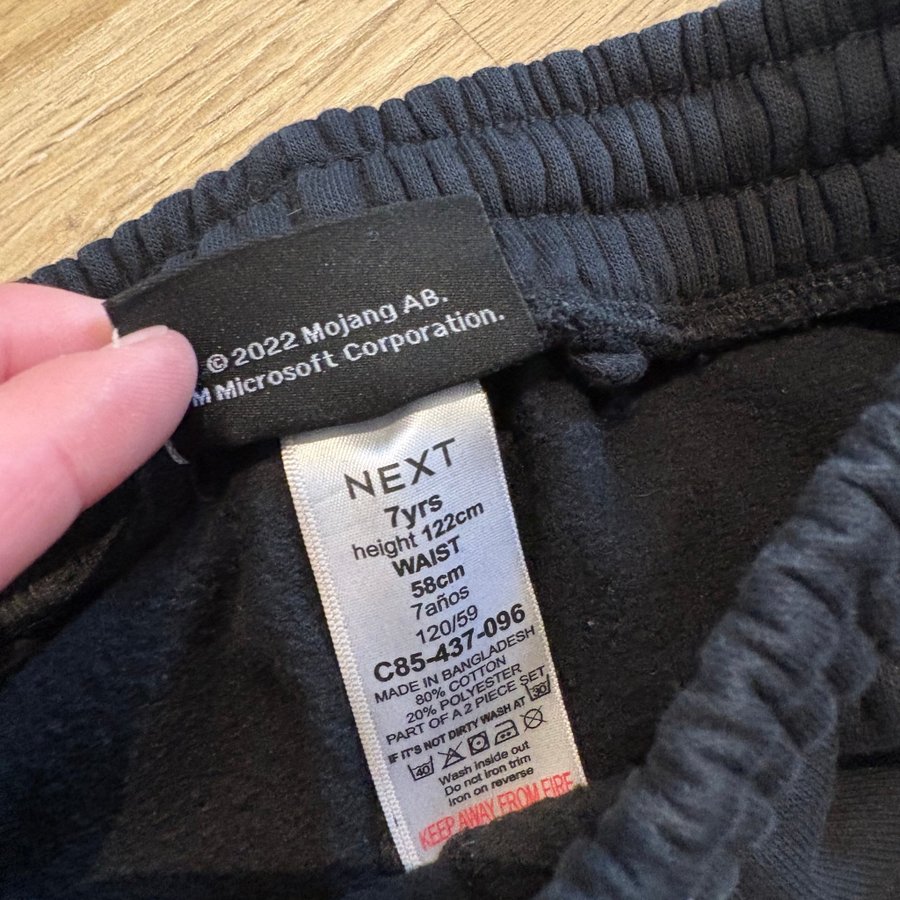 © 2022 Mojang AB.
M Microsoft Corporation.
NEXT
7yrs
height 122cm
WAIST
58cm
7años
120/59
C85-437-096
MADE IN BANGLADESH
80% COTTON
20% POLYESTER
PART OF A 2 PIECE SET
IF IT'S NOT DIRTY WASH AT 30
40
Wash inside out
Do not iron trim
Iron on reverse
KEEP AWAY FROM FIRE